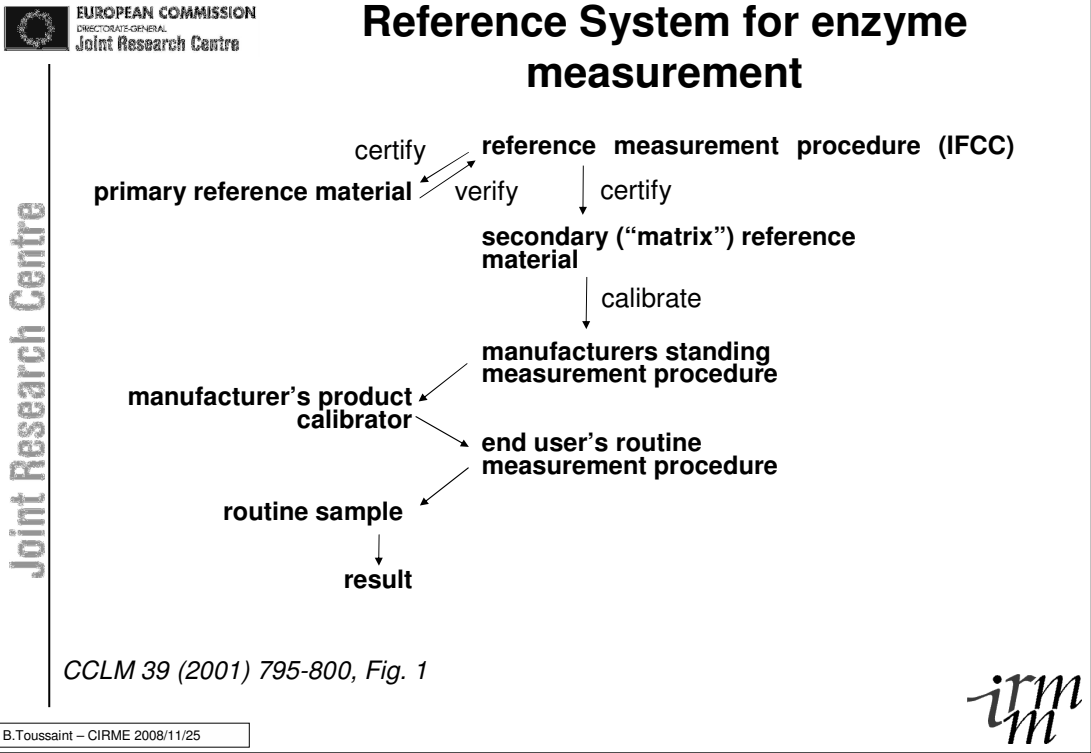 EUROPEAN COMMISSION
DIRECTORATE-GENERAL
Joint Research Centre
Reference System for enzyme
measurement
certify
reference measurement procedure (IFCC)
primary reference material
verify
certify
secondary (“matrix”) reference
material
calibrate
manufacturers standing
measurement procedure
manufacturer’s product
calibrator
end user’s routine
measurement procedure
routine sample
result
Joint Research Centre
CCLM 39 (2001) 795-800, Fig. 1
B.Toussaint – CIRME 2008/11/25
irmm